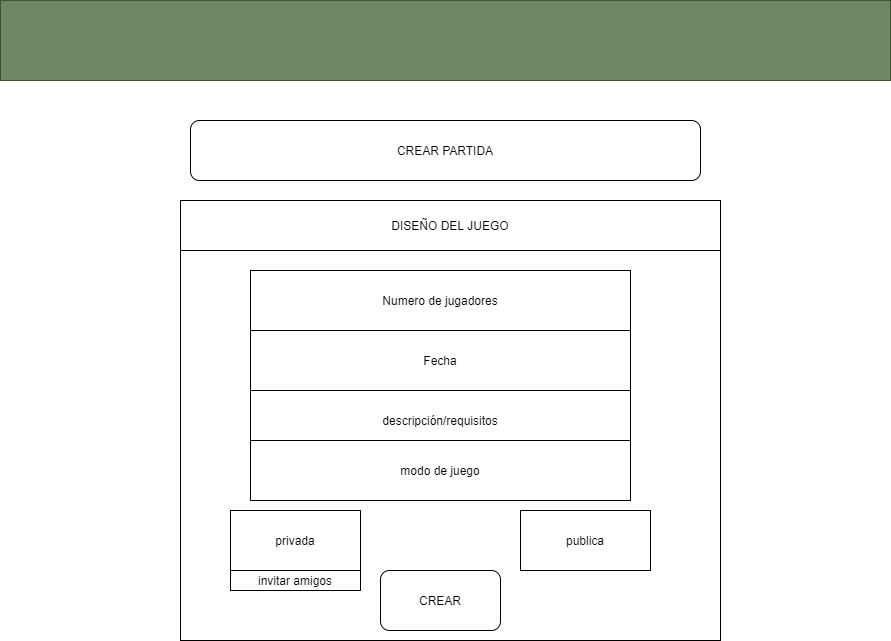 CREAR PARTIDA
DISEÑO DEL JUEGO
Numero de jugadores
Fecha
descripción/requisitos
modo de juego
privada
publica
invitar amigos
CREAR